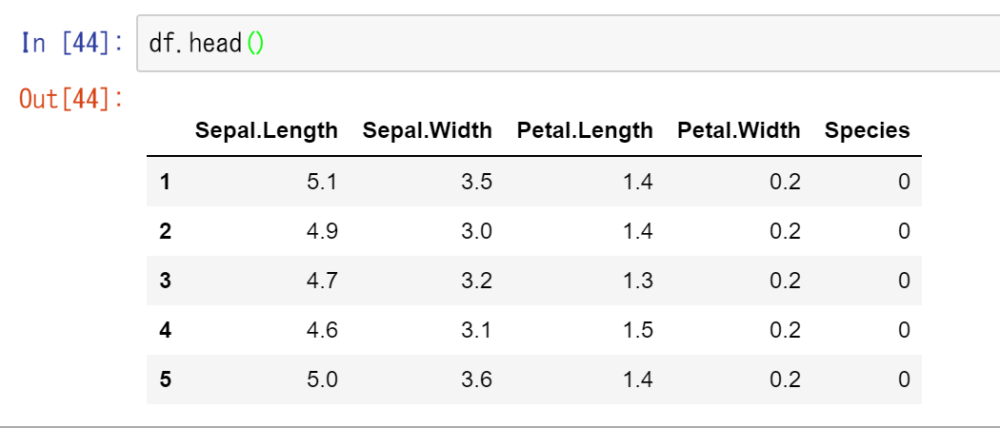 In [44]: df.head()
Out[44]:
Sepal.Length Sepal.Width Petal.Length Petal.Width Species
1 5.1 3.5 1.4 0.2 0
2 4.9 3.0 1.4 0.2 0
3 4.7 3.2 1.3 0.2 0
4 4.6 3.1 1.5 0.2 0
5 5.0 3.6 1.4 0.2 0